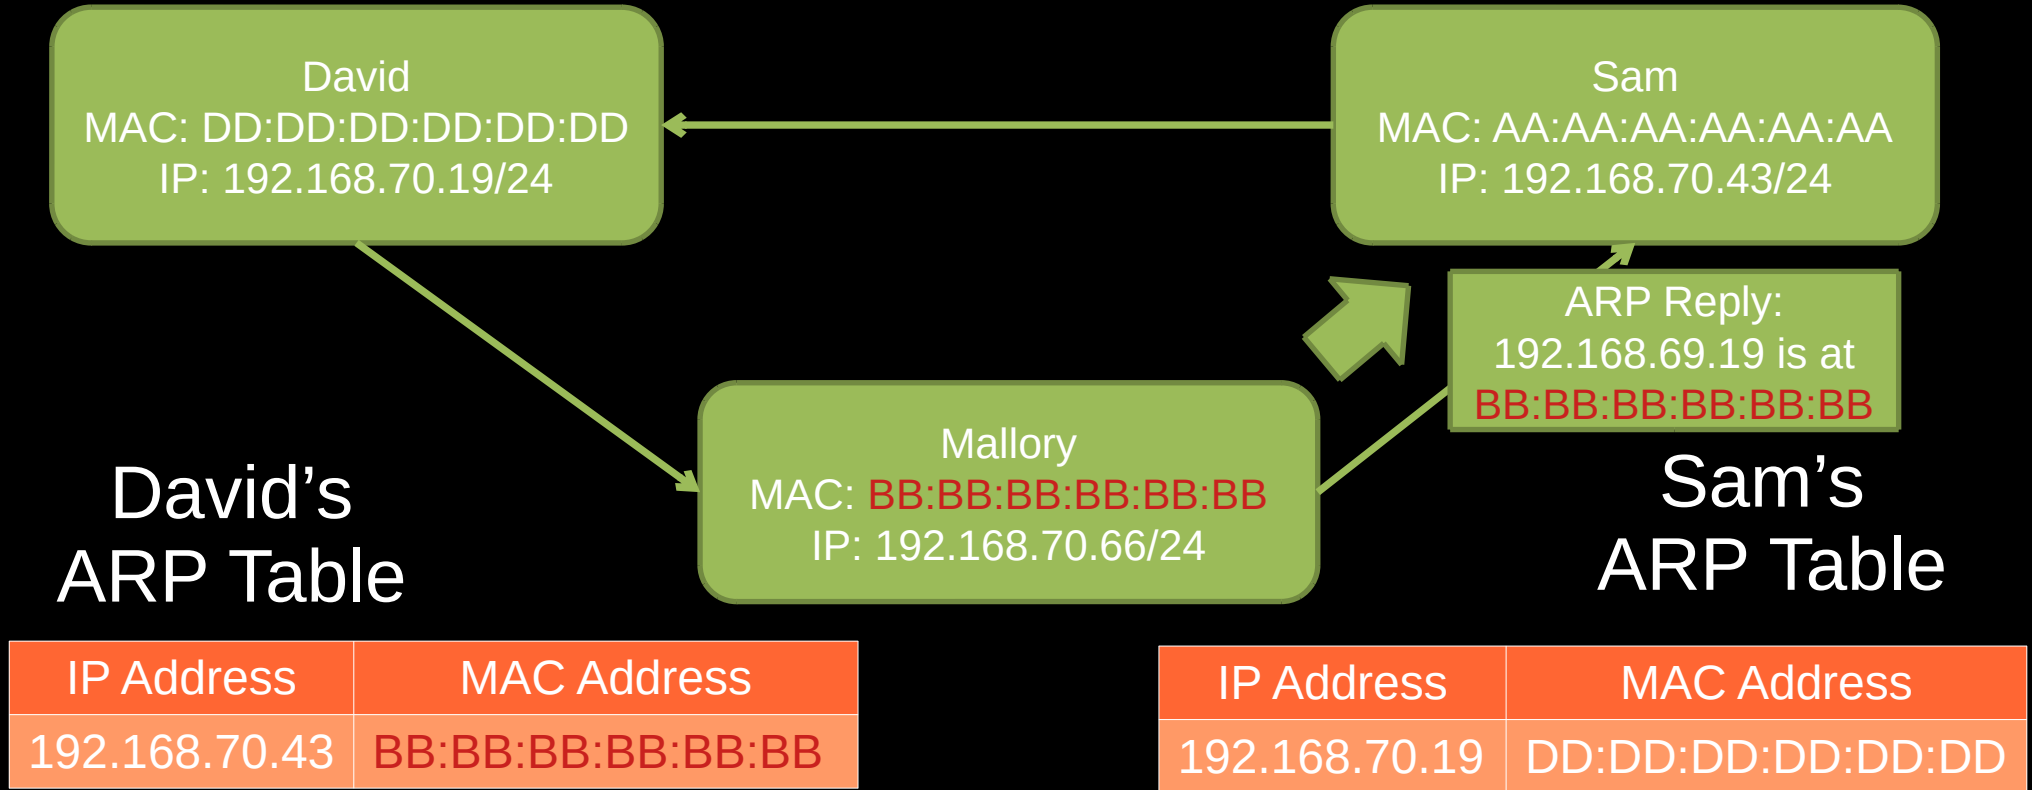 David
MAC: DD:DD:DD:DD:DD:DD
IP: 192.168.70.19/24
Sam
MAC: AA:AA:AA:AA:AA:AA
IP: 192.168.70.43/24
ARP Reply:
192.168.69.19 is at
BB:BB:BB:BB:BB:BB
Mallory
MAC: BB:BB:BB:BB:BB:BB
IP: 192.168.70.66/24
David’s
ARP Table
IP Address MAC Address
192.168.70.43 BB:BB:BB:BB:BB:BB
Sam’s
ARP Table
IP Address MAC Address
192.168.70.19 DD:DD:DD:DD:DD:DD